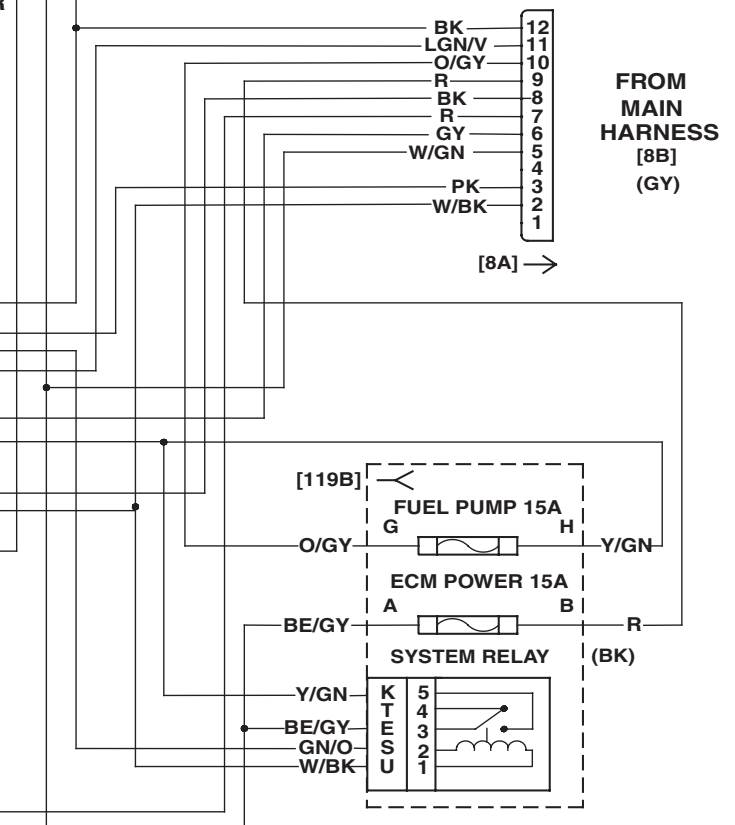 R
BK 12
LGN/V 11
O/GY 10
R 9
BK 8
R 7
GY 6
W/GN 5
4
PK 3
W/BK 2
1
FROM
MAIN
HARNESS
[8B]
(GY)
[8A]
[119B]
FUEL PUMP 15A
G H
O/GY Y/GN
ECM POWER 15A
A B
BE/GY R
SYSTEM RELAY (BK)
Y/GN K 5
T 4
BE/GY E 3
GN/O S 2
W/BK U 1